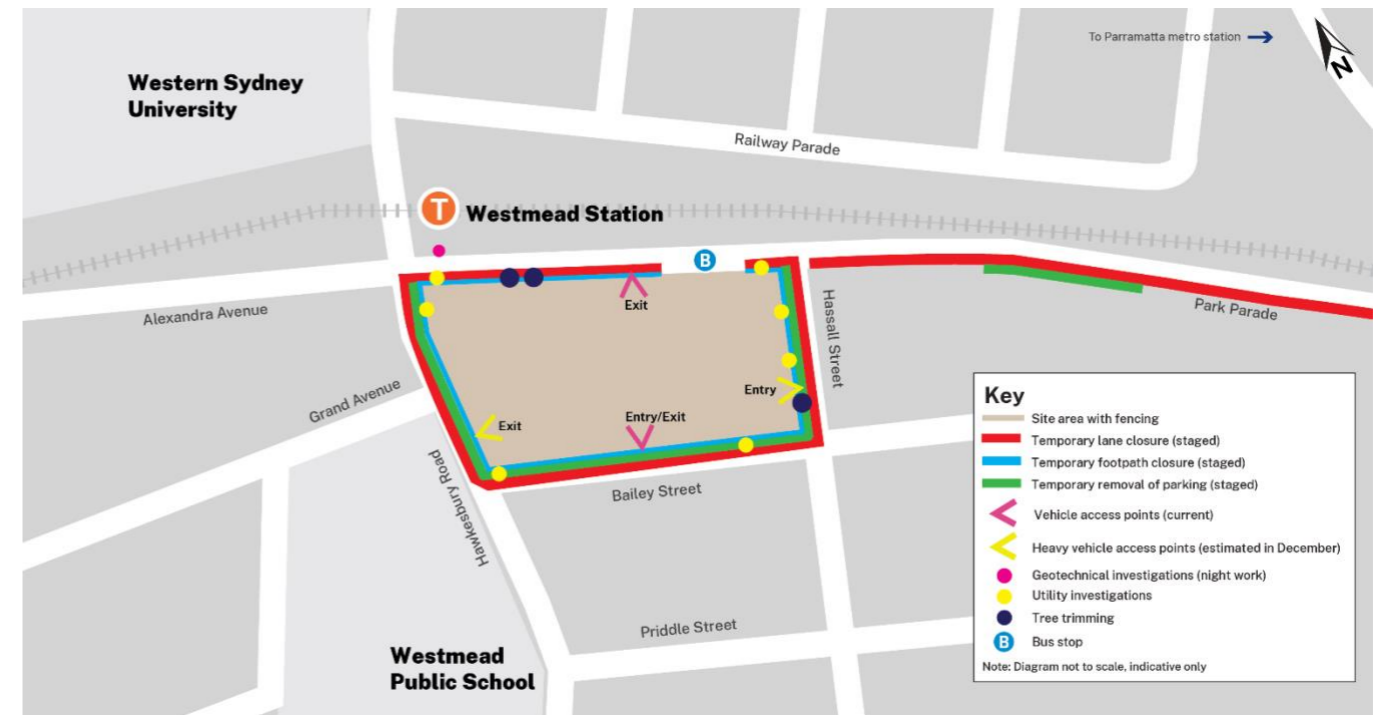 To Parramatta metro station
N
Western Sydney
University
Railway Parade
T
Westmead Station
B
Exit
Alexandra Avenue
Hassall Street
Park Parade
Grand Avenue
Entry
Exit
Entry/Exit
Bailey Street
Hawkesbury Road
Priddle Street
Westmead
Public School
Key
Site area with fencing
Temporary lane closure (staged)
Temporary footpath closure (staged)
Temporary removal of parking (staged)
Vehicle access points (current)
Heavy vehicle access points (estimated in December)
Geotechnical investigations (night work)
Utility investigations
Tree trimming
B Bus stop
Note: Diagram not to scale, indicative only